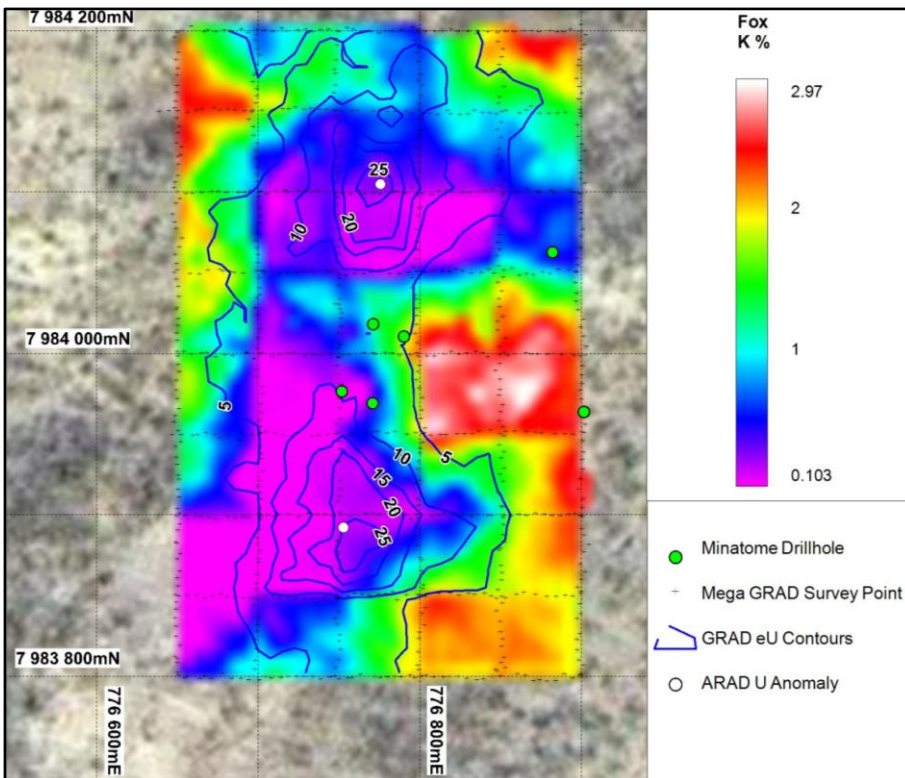 7 984 200mN
7 984 000mN
7 983 800mN
776 600mE
776 800mE
25
20
10
5
10
5
15
20
25
Fox
K %
2.97
2
1
0.103
Minatome Drillhole
Mega GRAD Survey Point
GRAD eU Contours
ARAD U Anomaly